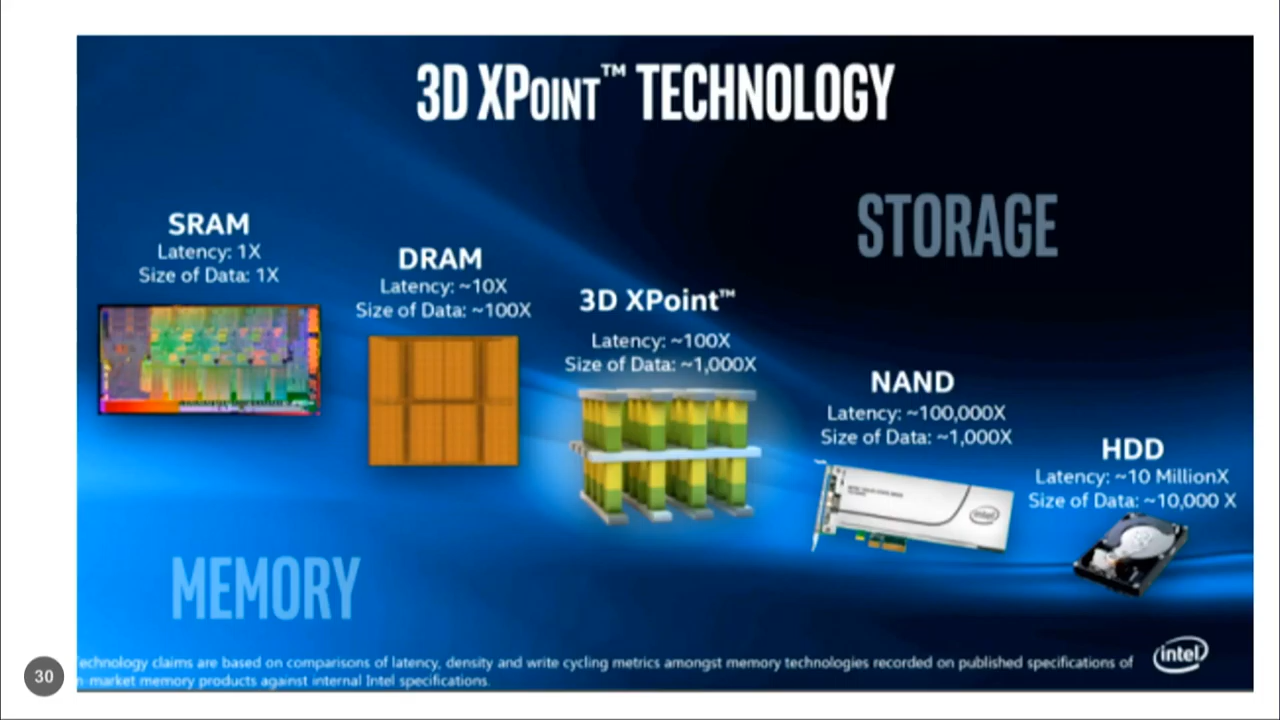 3D XPOINT™ TECHNOLOGY
STORAGE
SRAM
Latency: 1X
Size of Data: 1X
DRAM
Latency: ~10X
Size of Data: ~100X
3D XPoint™
Latency: ~100X
Size of Data: ~1,000X
NAND
Latency: ~100,000X
Size of Data: ~1,000X
HDD
Latency: ~10 MillionX
Size of Data: ~10,000 X
intel
MEMORY
echnology claims are based on comparisons of latency, density and write cycling metrics amongst memory technologies recorded on published specifications of
-market memory products against internal Intel specifications.
intel
30